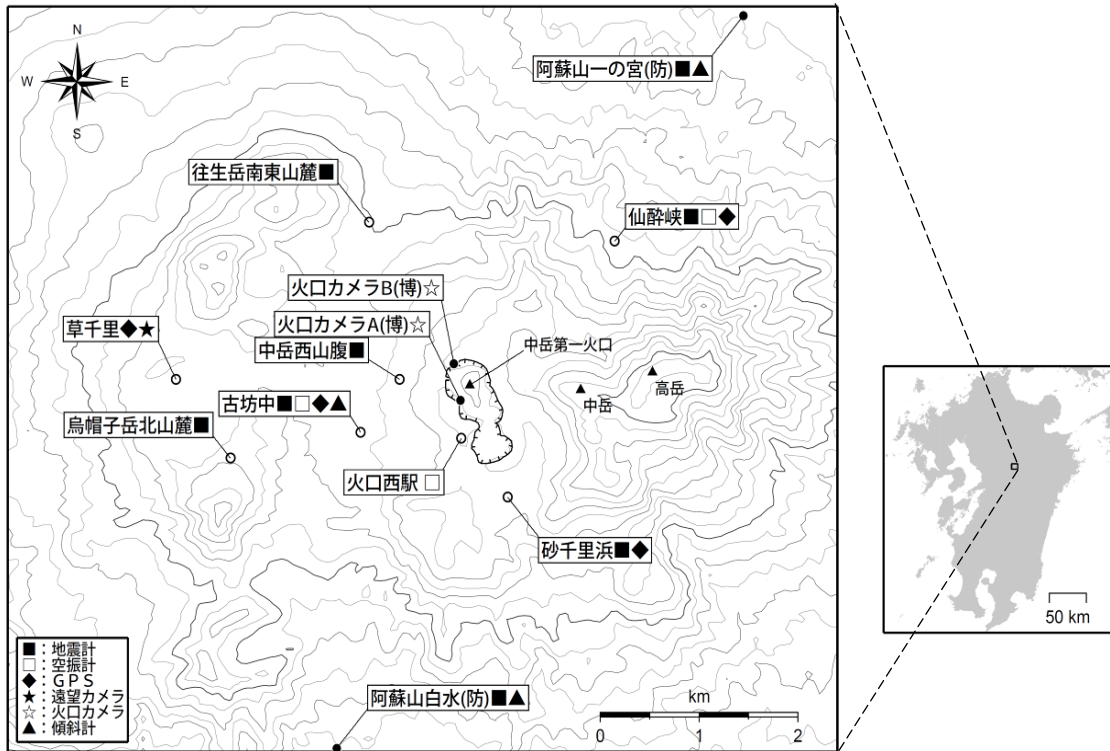 N
W
E
S
阿蘇山一の宮(防)■▲
往生岳南東山麓■
仙酔峡■□◆
火口カメラB(博)☆
火口カメラA(博)☆
中岳第一火口
草千里◆★
中岳西山腹■
高岳
中岳
古坊中■□◆▲
烏帽子岳北山麓■
火口西駅 □
砂千里浜■◆
50 km
■：地震計
□：空振計
◆：ＧＰＳ
★：遠望カメラ
☆：火口カメラ
▲：傾斜計
阿蘇山白水(防)■▲
km
0 1 2